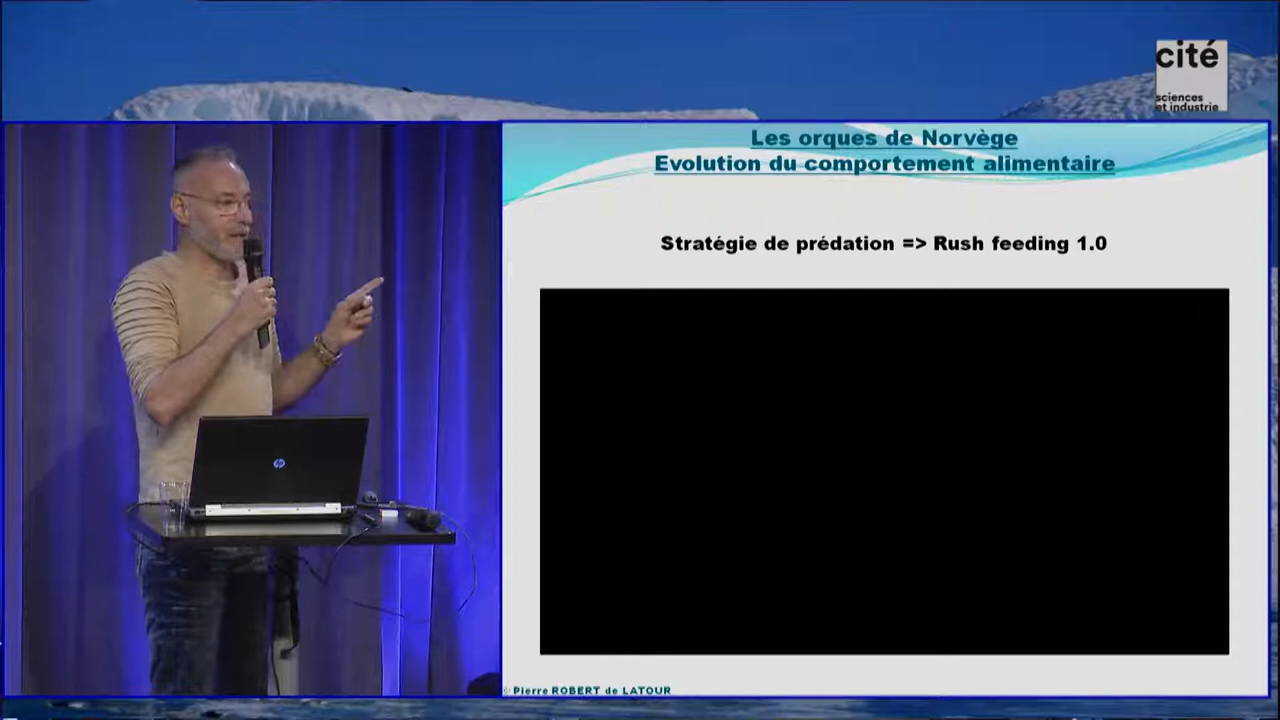 cité
sciences
et industrie
Les orques de Norvège
Evolution du comportement alimentaire
Stratégie de prédation => Rush feeding 1.0
hp
© Pierre ROBERT de LATOUR